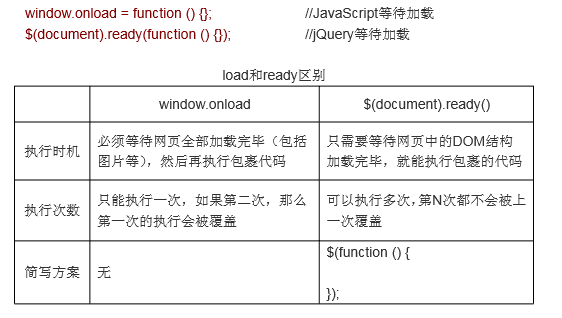 window.onload = function () {}; //JavaScript等待加载
$(document).ready(function () {}); //jQuery等待加载
load和ready区别
window.onload $(document).ready()
执行时机
必须等待网页全部加载完毕（包括
图片等），然后再执行包裹代码
只需要等待网页中的DOM结构
加载完毕，就能执行包裹的代码
执行次数
只能执行一次，如果第二次，那么
第一次的执行会被覆盖
可以执行多次，第N次都不会被上
一次覆盖
简写方案
无
$(function () {
});